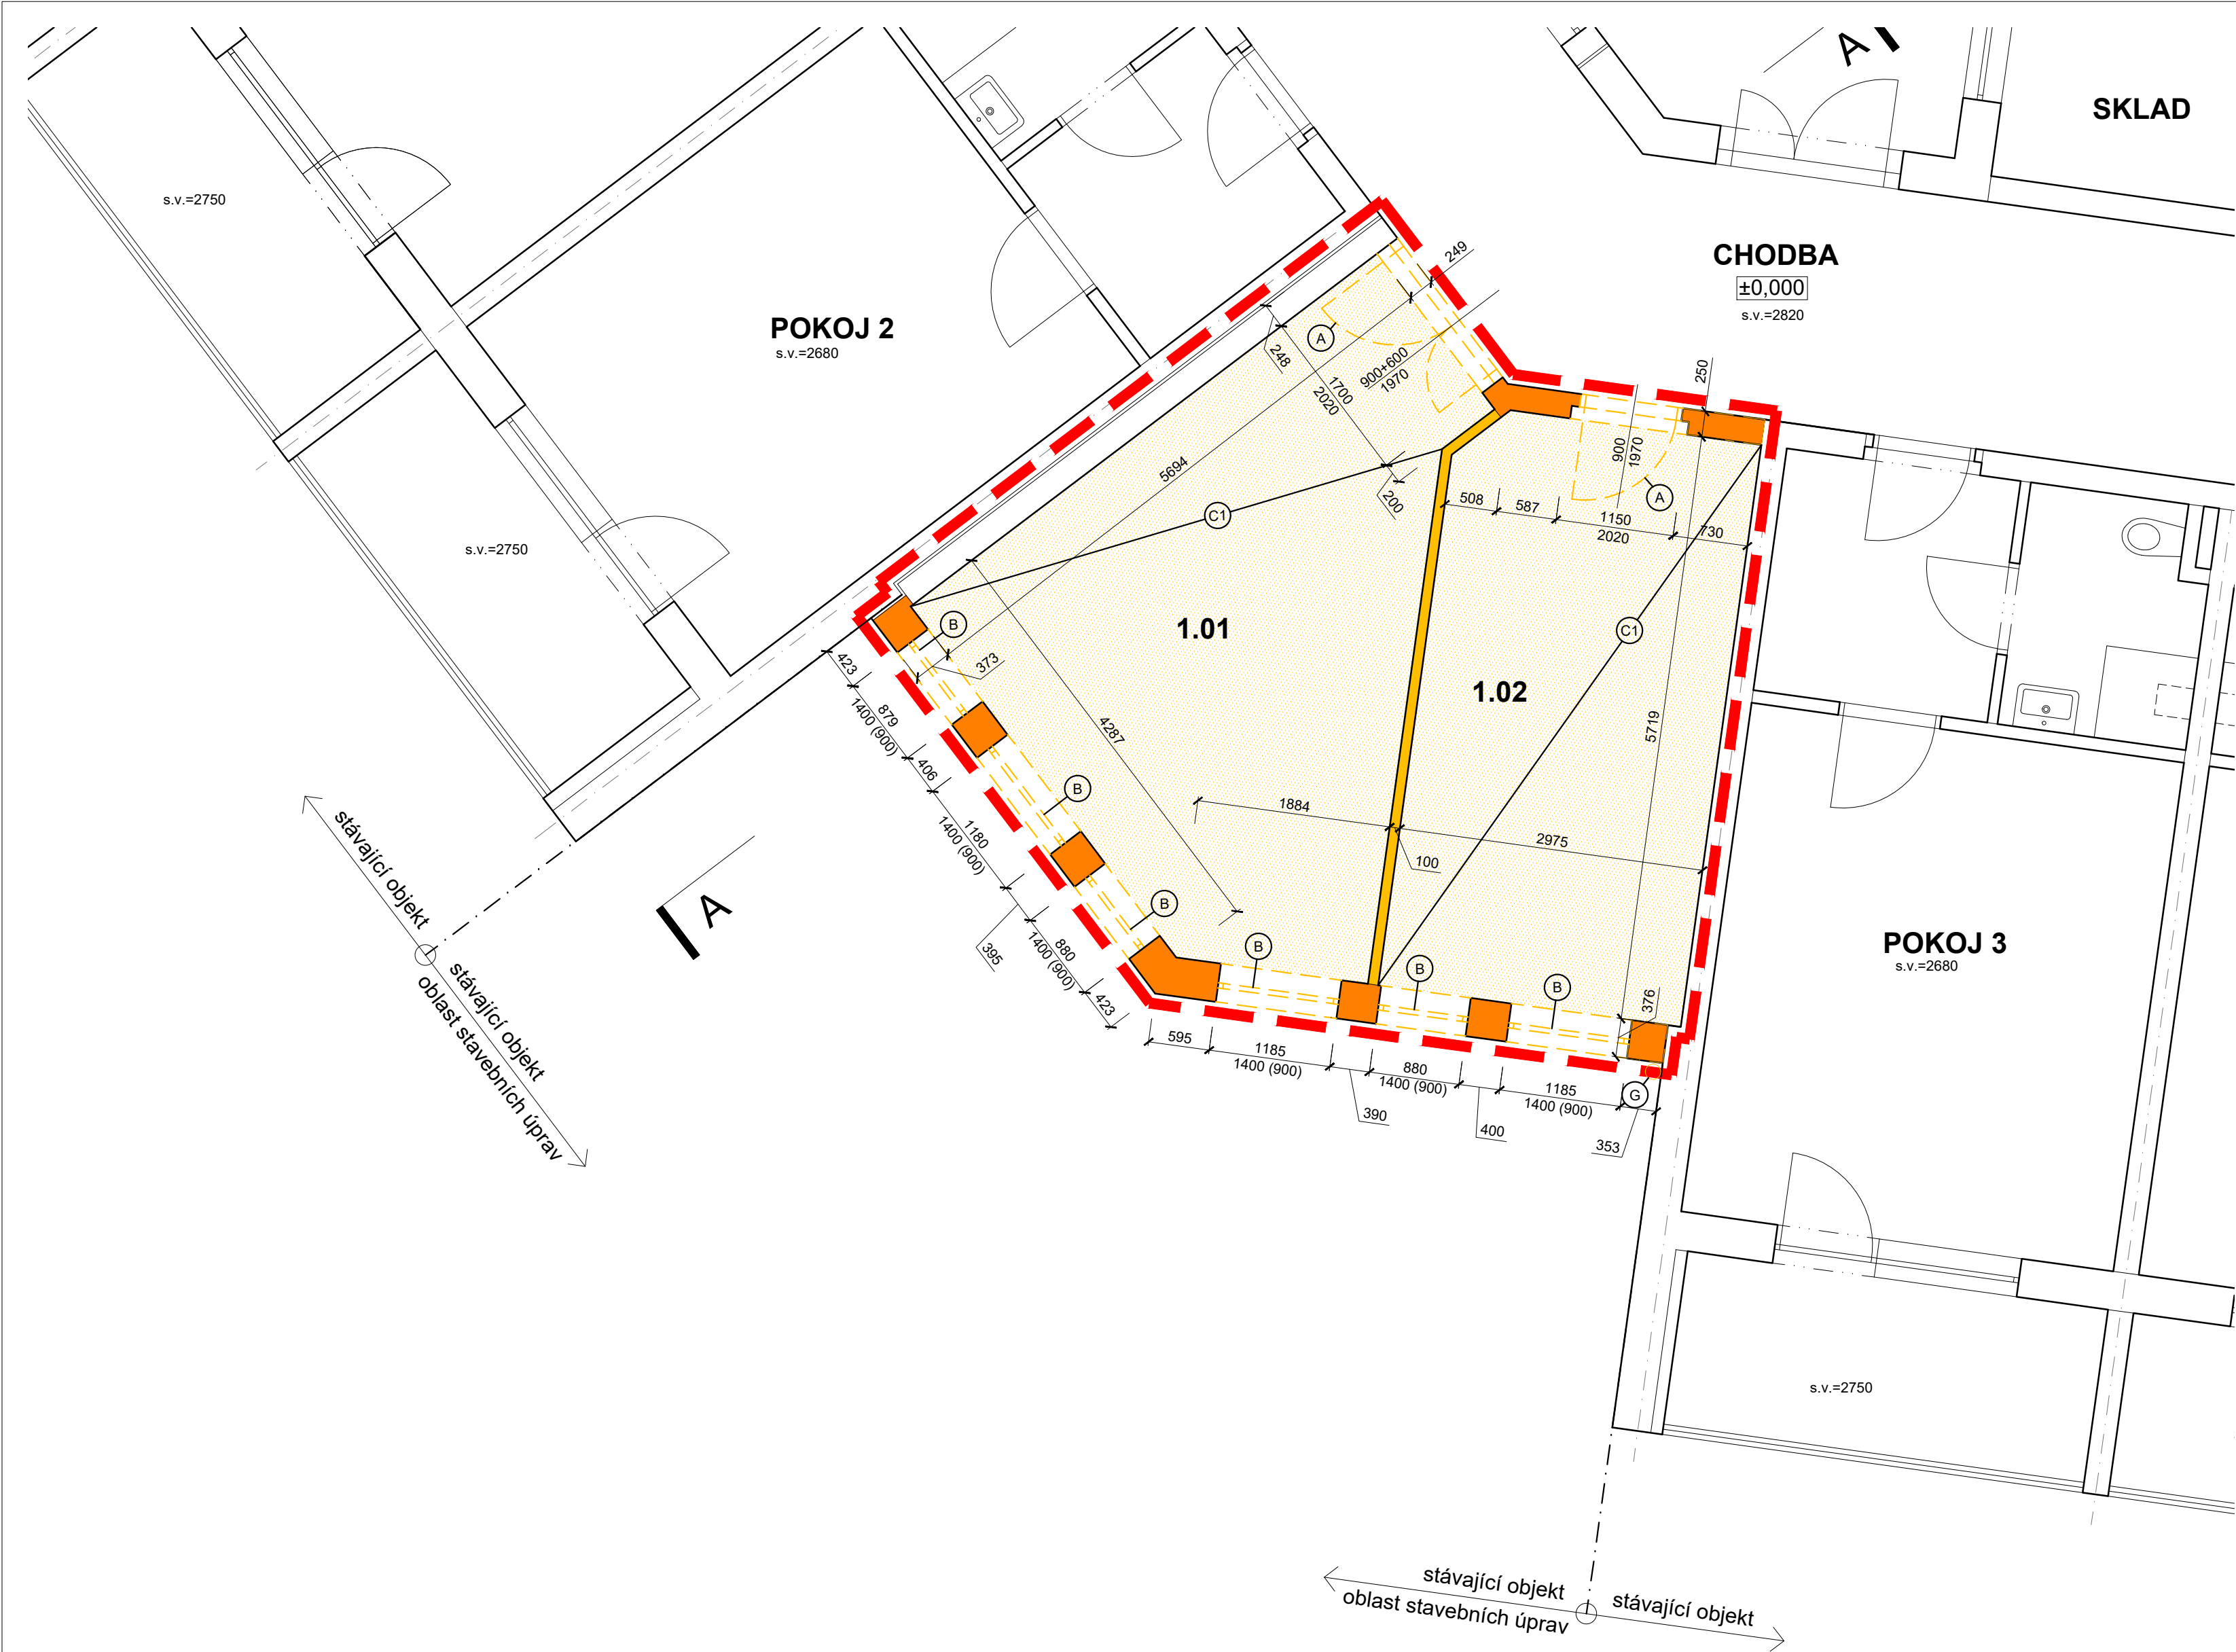 A
SKLAD
s.v.=2750
CHODBA
±0,000
s.v.=2820
POKOJ 2
s.v.=2680
249
A
248
1700
2020
900+600
1970
250
5694
900
1970
200
A
C1
508
587
1150
2020
730
s.v.=2750
1.01
C1
B
373
423
879
1400 (900)
1.02
4287
5719
406
B
1180
1400 (900)
1884
2975
100
stávající objekt
A
B
395
880
1400 (900)
423
B
B
B
376
POKOJ 3
s.v.=2680
stávající objekt
oblast stavebních úprav
595
1185
1400 (900)
390
880
1400 (900)
400
1185
1400 (900)
G
353
s.v.=2750
stávající objekt
oblast stavebních úprav
stávající objekt